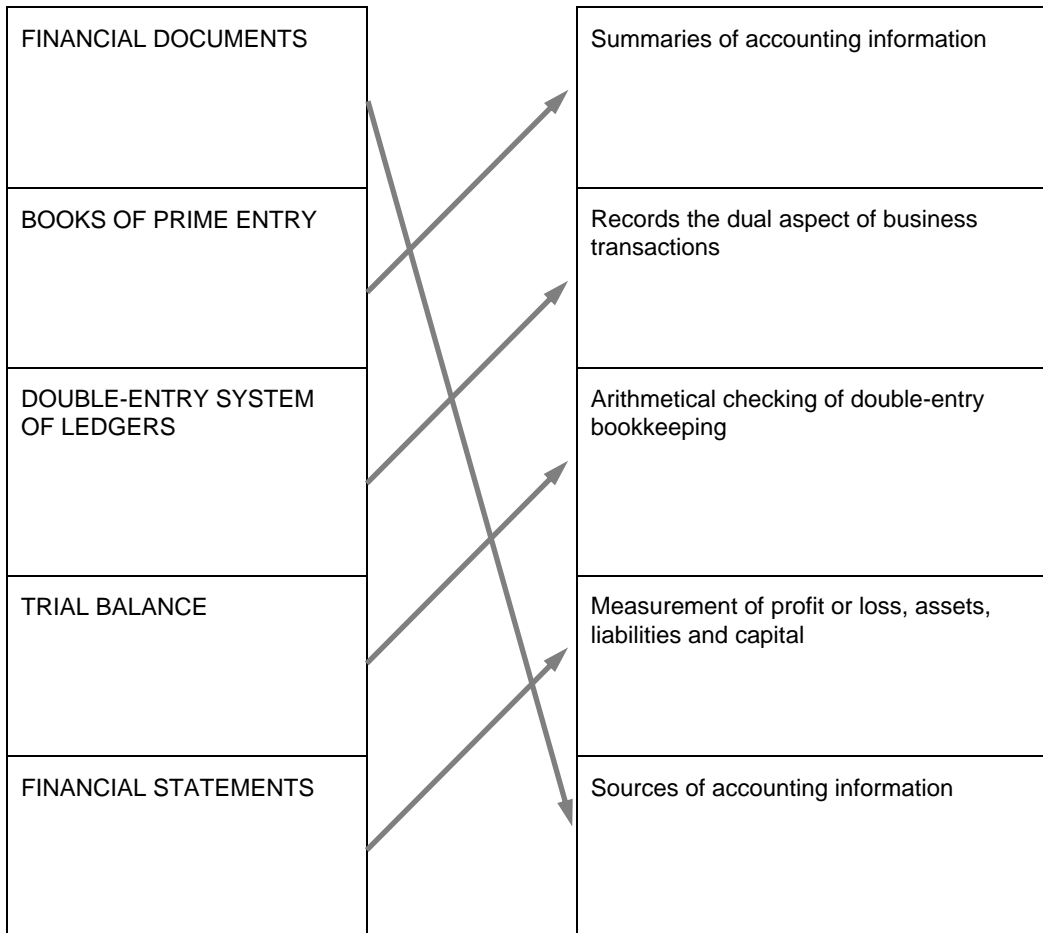 FINANCIAL DOCUMENTS
Summaries of accounting information
BOOKS OF PRIME ENTRY
Records the dual aspect of business
transactions
DOUBLE-ENTRY SYSTEM
OF LEDGERS
Arithmetical checking of double-entry
bookkeeping
TRIAL BALANCE
Measurement of profit or loss, assets,
liabilities and capital
FINANCIAL STATEMENTS
Sources of accounting information